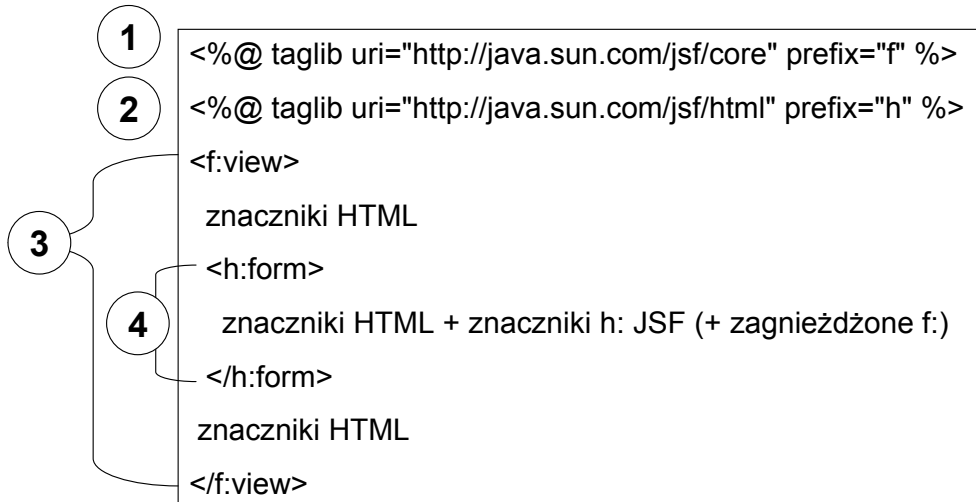 1
<%@ taglib uri="http://java.sun.com/jsf/core" prefix="f" %>
2
<%@ taglib uri="http://java.sun.com/jsf/html" prefix="h" %>
<f:view>
znaczniki HTML
3
<h:form>
4
znaczniki HTML + znaczniki h: JSF (+ zagnieżdżone f:)
</h:form>
znaczniki HTML
</f:view>